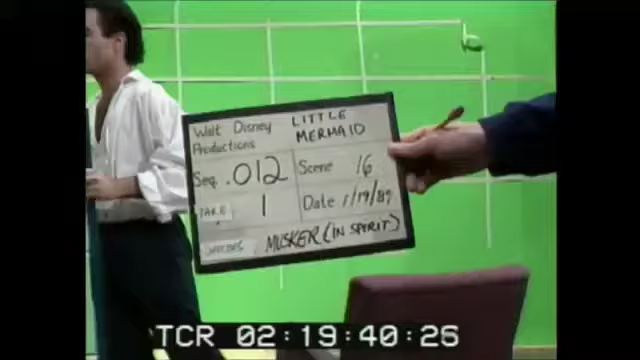 Walt Disney
Productions
LITTLE
MERMAID
Seq. .012
Scene 16
TAKE 1
Date 1/19/89
MUSKER (IN SPIRIT)
TCR 02:19:40:25